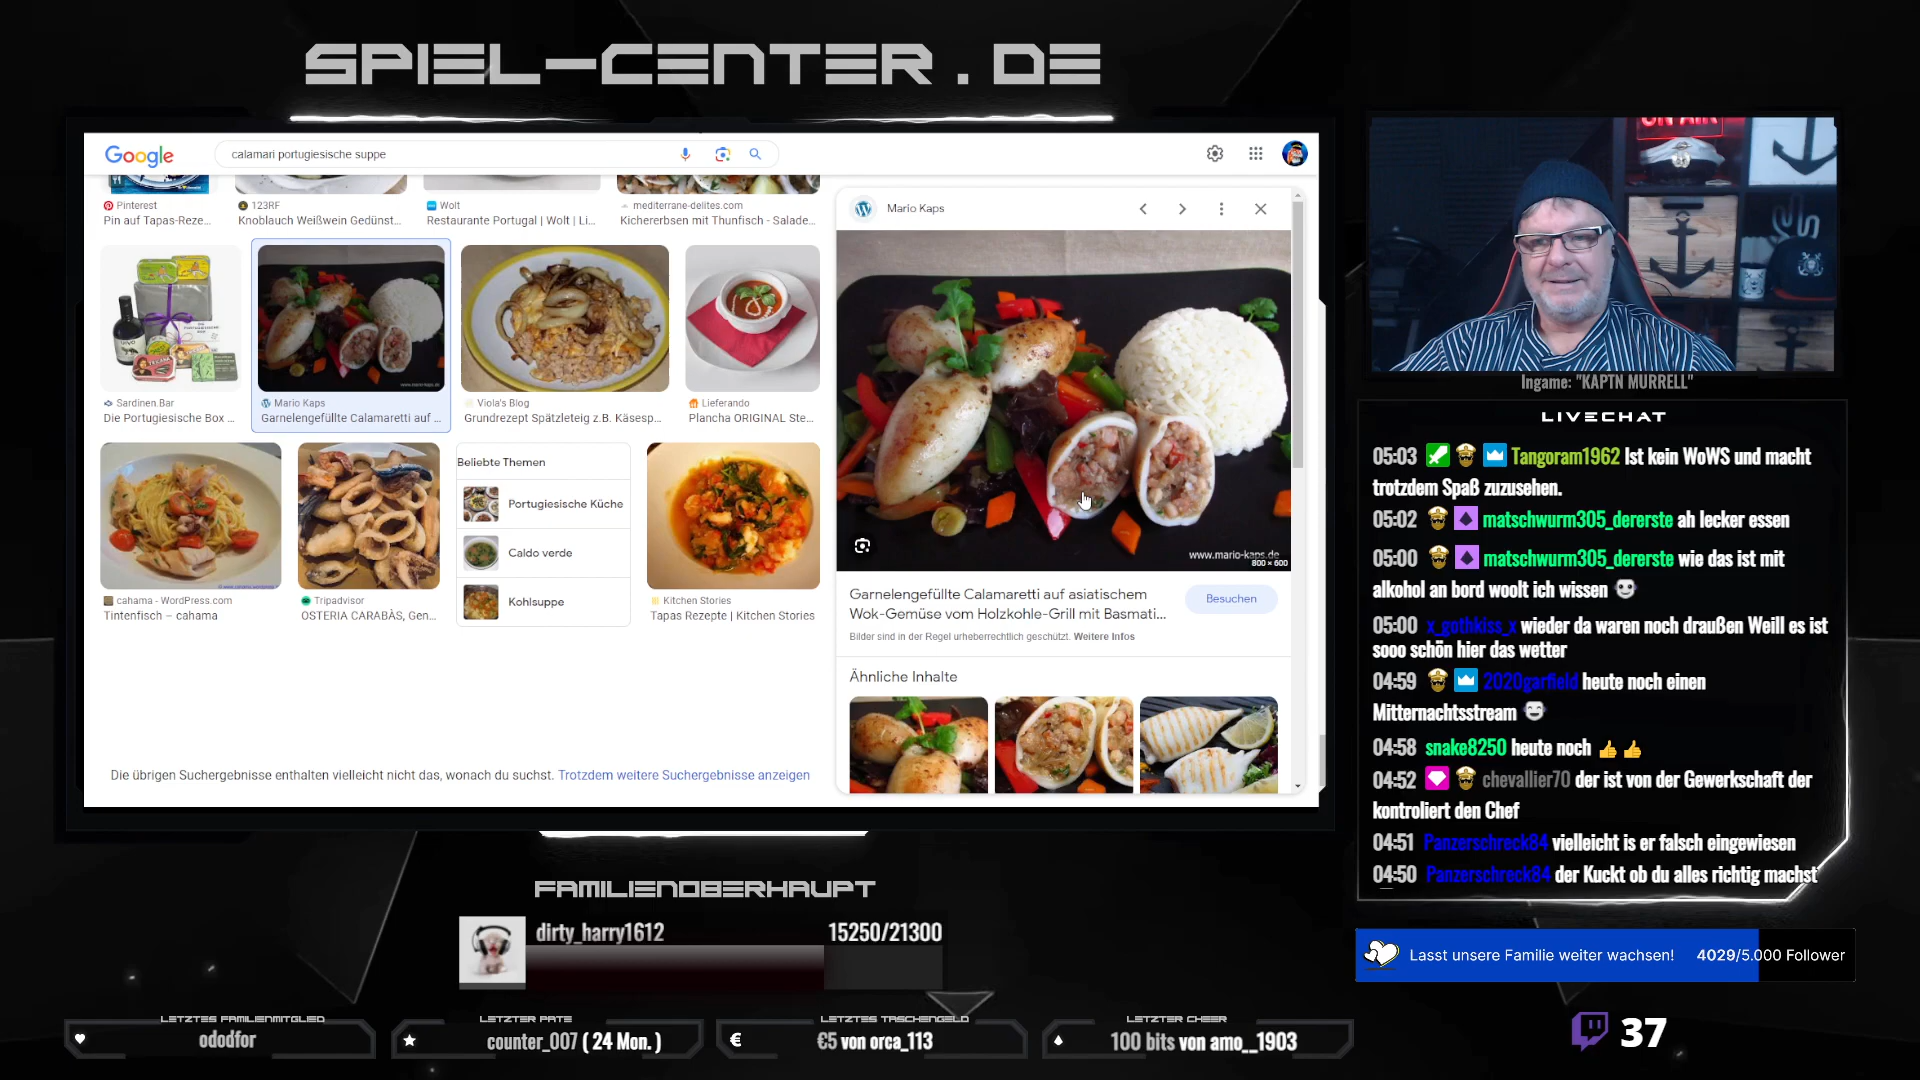 SPIEL-CENTER.DE
Google
calamari portugiesische suppe
Pinterest
Pin auf Tapas-Reze...
123RF
Knoblauch Weißwein Gedünst...
Wolt
Restaurante Portugal | Wolt | Li...
mediterrane-delites.com
Kichererbsen mit Thunfisch - Salade...
Sardinen.Bar
Die Portugiesische Box ...
Mario Kaps
Garnelengefüllte Calamaretti auf ...
Viola's Blog
Grundrezept Spätzleteig z.B. Käsesp...
Lieferando
Plancha ORIGINAL Ste...
cahama - WordPress.com
Tintenfisch – cahama
Tripadvisor
OSTERIA CARABÀS, Gen...
Beliebte Themen
Portugiesische Küche
Caldo verde
Kohlsuppe
Kitchen Stories
Tapas Rezepte | Kitchen Stories
Die übrigen Suchergebnisse enthalten vielleicht nicht das, wonach du suchst. Trotzdem weitere Suchergebnisse anzeigen
Mario Kaps
www.mario-kaps.de
800 × 600
Garnelengefüllte Calamaretti auf asiatischem
Wok-Gemüse vom Holzkohle-Grill mit Basmati...
Besuchen
Bilder sind in der Regel urheberrechtlich geschützt. Weitere Infos
Ähnliche Inhalte
ON AIR
Ingame: "KAPTN MURRELL"
LIVECHAT
05:03 Tangoram1962 Ist kein WoWS und macht
trotzdem Spaß zuzusehen.
05:02 matschwurm305_dererste ah lecker essen
05:00 matschwurm305_dererste wie das ist mit
alkohol an bord woolt ich wissen
05:00 x_gothkiss_x wieder da waren noch draußen Weill es ist
sooo schön hier das wetter
04:59 2020garfield heute noch einen
Mitternachtsstream
04:58 snake8250 heute noch
04:52 chevallier70 der ist von der Gewerkschaft der
kontroliert den Chef
04:51 Panzerschreck84 vielleicht is er falsch eingewiesen
04:50 Panzerschreck84 der Kuckt ob du alles richtig machst
Lasst unsere Familie weiter wachsen! 4029/5.000 Follower
FAMILIENOBERHAUPT
dirty_harry1612 15250/21300
LETZTES FAMILIENMITGLIED
ododfor
LETZTER PATE
counter_007 ( 24 Mon. )
LETZTES TASCHENGELD
€5 von orca_113
LETZTER CHEER
100 bits von amo__1903
37